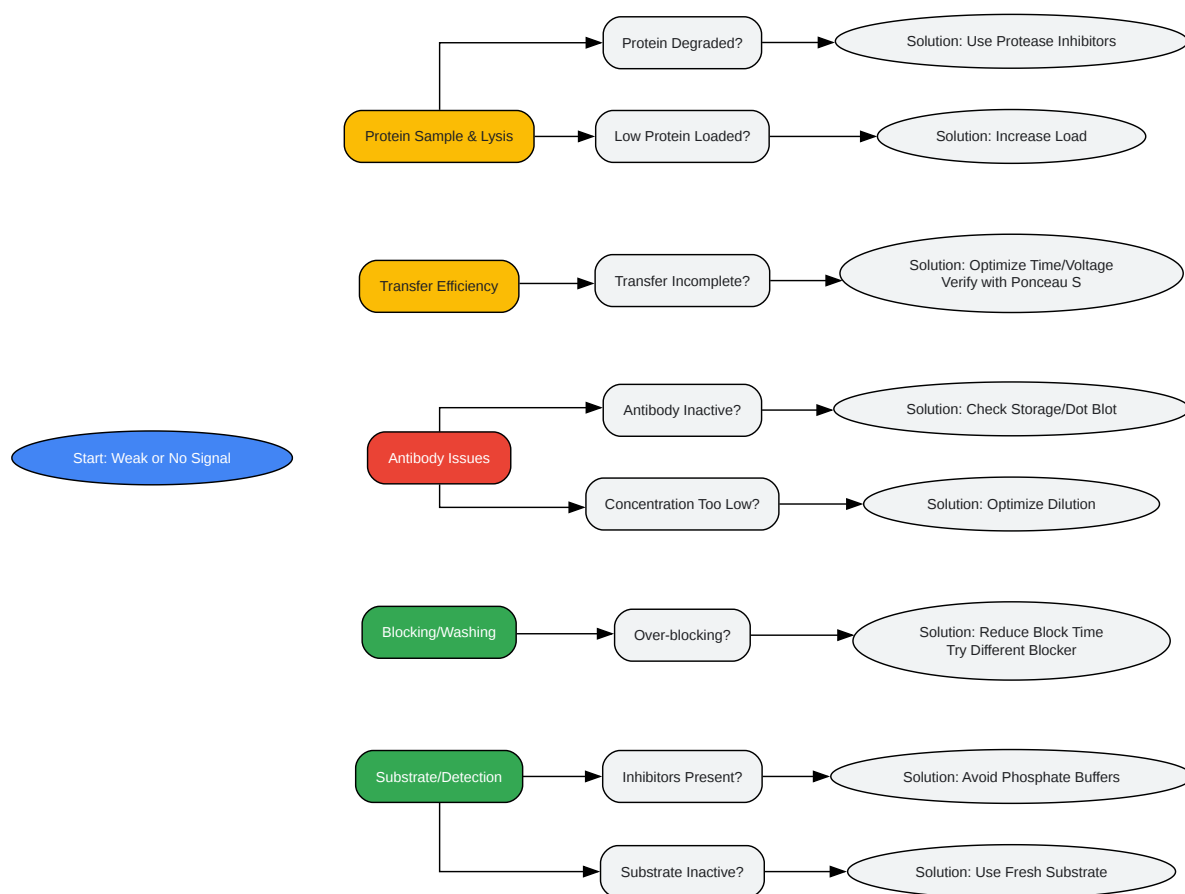 Protein Degraded?
Solution: Use Protease Inhibitors
Protein Sample & Lysis
Low Protein Loaded?
Solution: Increase Load
Transfer Efficiency
Transfer Incomplete?
Solution: Optimize Time/Voltage
Verify with Ponceau S
Start: Weak or No Signal
Antibody Issues
Antibody Inactive?
Solution: Check Storage/Dot Blot
Concentration Too Low?
Solution: Optimize Dilution
Blocking/Washing
Over-blocking?
Solution: Reduce Block Time
Try Different Blocker
Substrate/Detection
Inhibitors Present?
Solution: Avoid Phosphate Buffers
Substrate Inactive?
Solution: Use Fresh Substrate